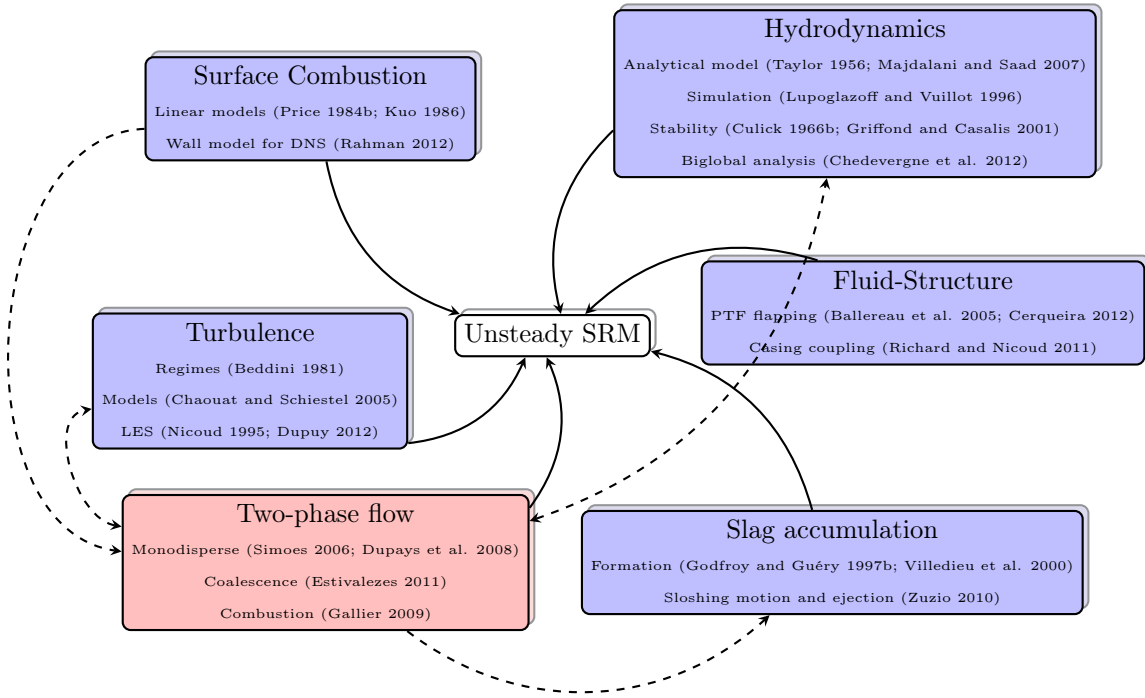 Hydrodynamics
Analytical model (Taylor 1956; Majdalani and Saad 2007)
Simulation (Lupoglazoff and Vuillot 1996)
Stability (Culick 1966b; Griffond and Casalis 2001)
Biglobal analysis (Chedevergne et al. 2012)
Surface Combustion
Linear models (Price 1984b; Kuo 1986)
Wall model for DNS (Rahman 2012)
Fluid-Structure
PTF flapping (Ballereau et al. 2005; Cerqueira 2012)
Casing coupling (Richard and Nicoud 2011)
Unsteady SRM
Turbulence
Regimes (Beddini 1981)
Models (Chaouat and Schiestel 2005)
LES (Nicoud 1995; Dupuy 2012)
Two-phase flow
Monodisperse (Simoes 2006; Dupays et al. 2008)
Coalescence (Estivalezes 2011)
Combustion (Gallier 2009)
Slag accumulation
Formation (Godfroy and Guéry 1997b; Villedieu et al. 2000)
Sloshing motion and ejection (Zuzio 2010)